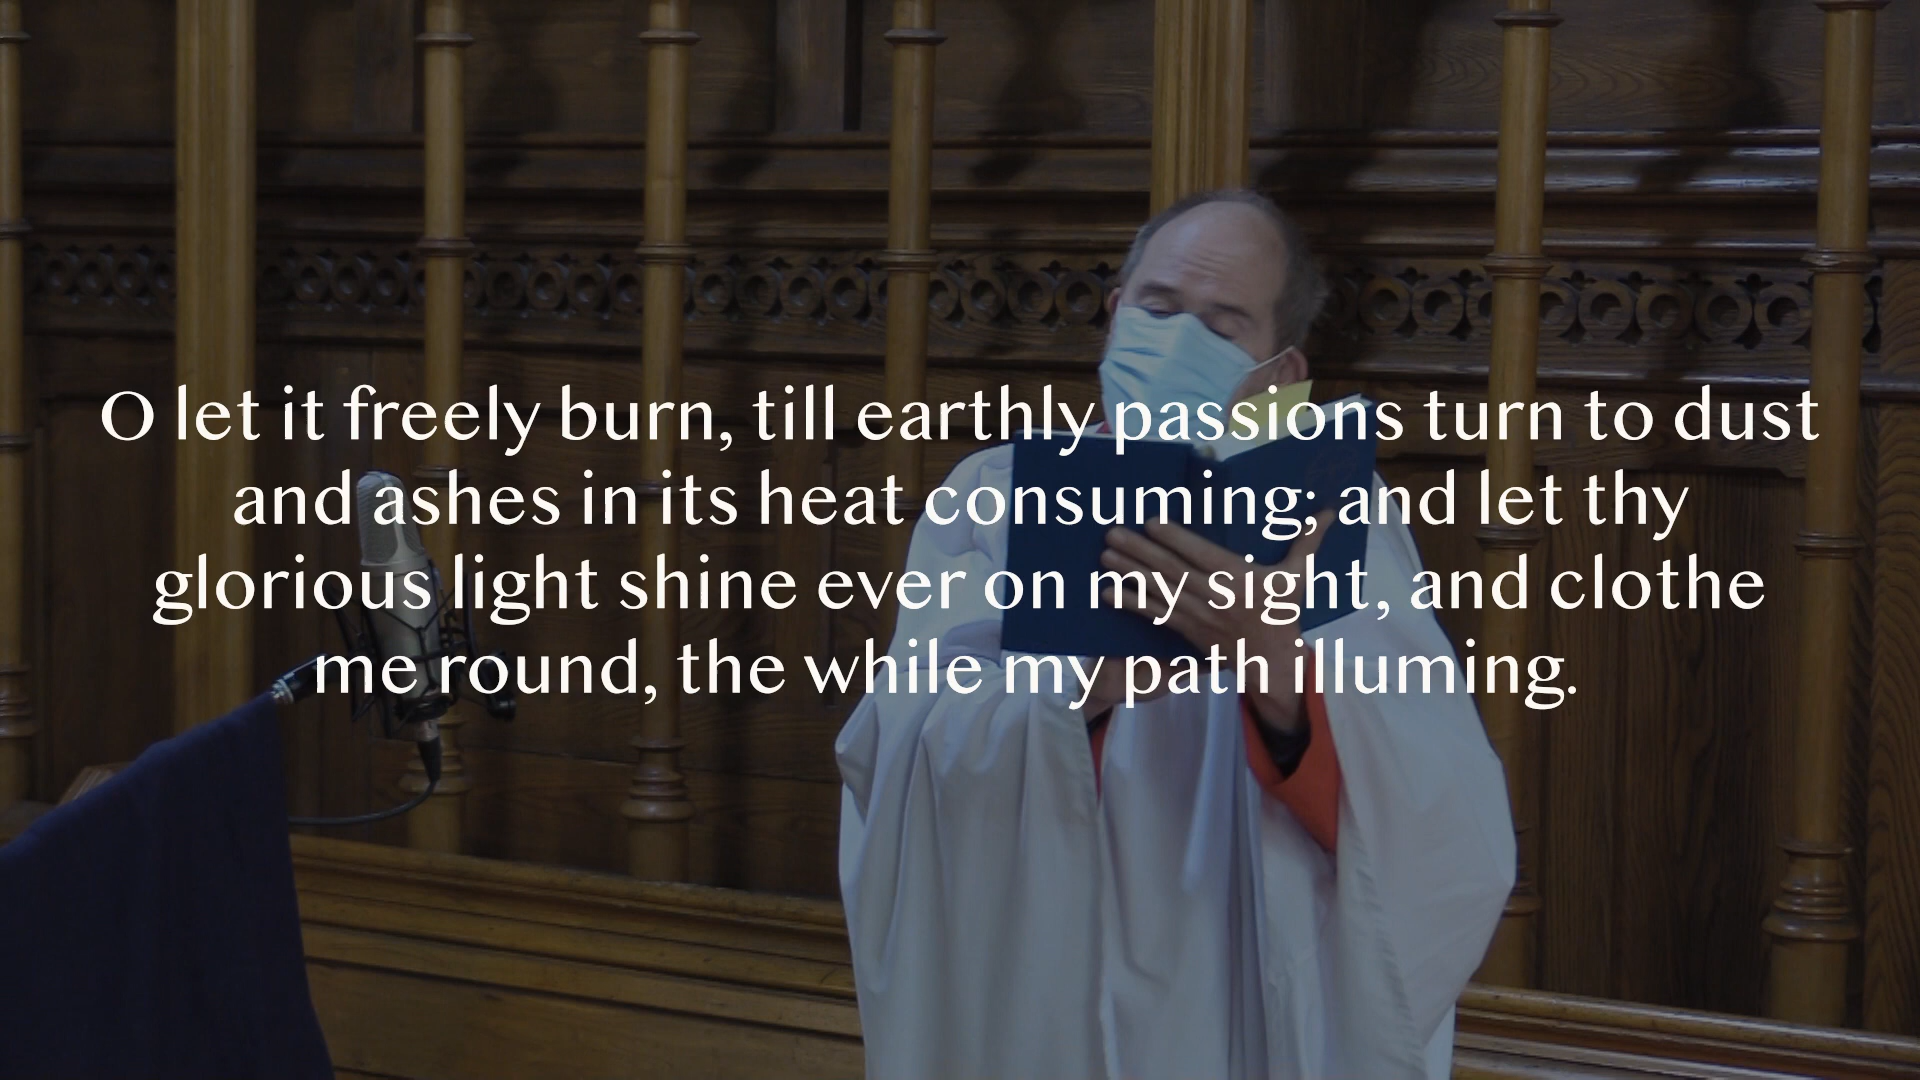 O let it freely burn, till earthly passions turn to dust
and ashes in its heat consuming; and let thy
glorious light shine ever on my sight, and clothe
me round, the while my path illuming.